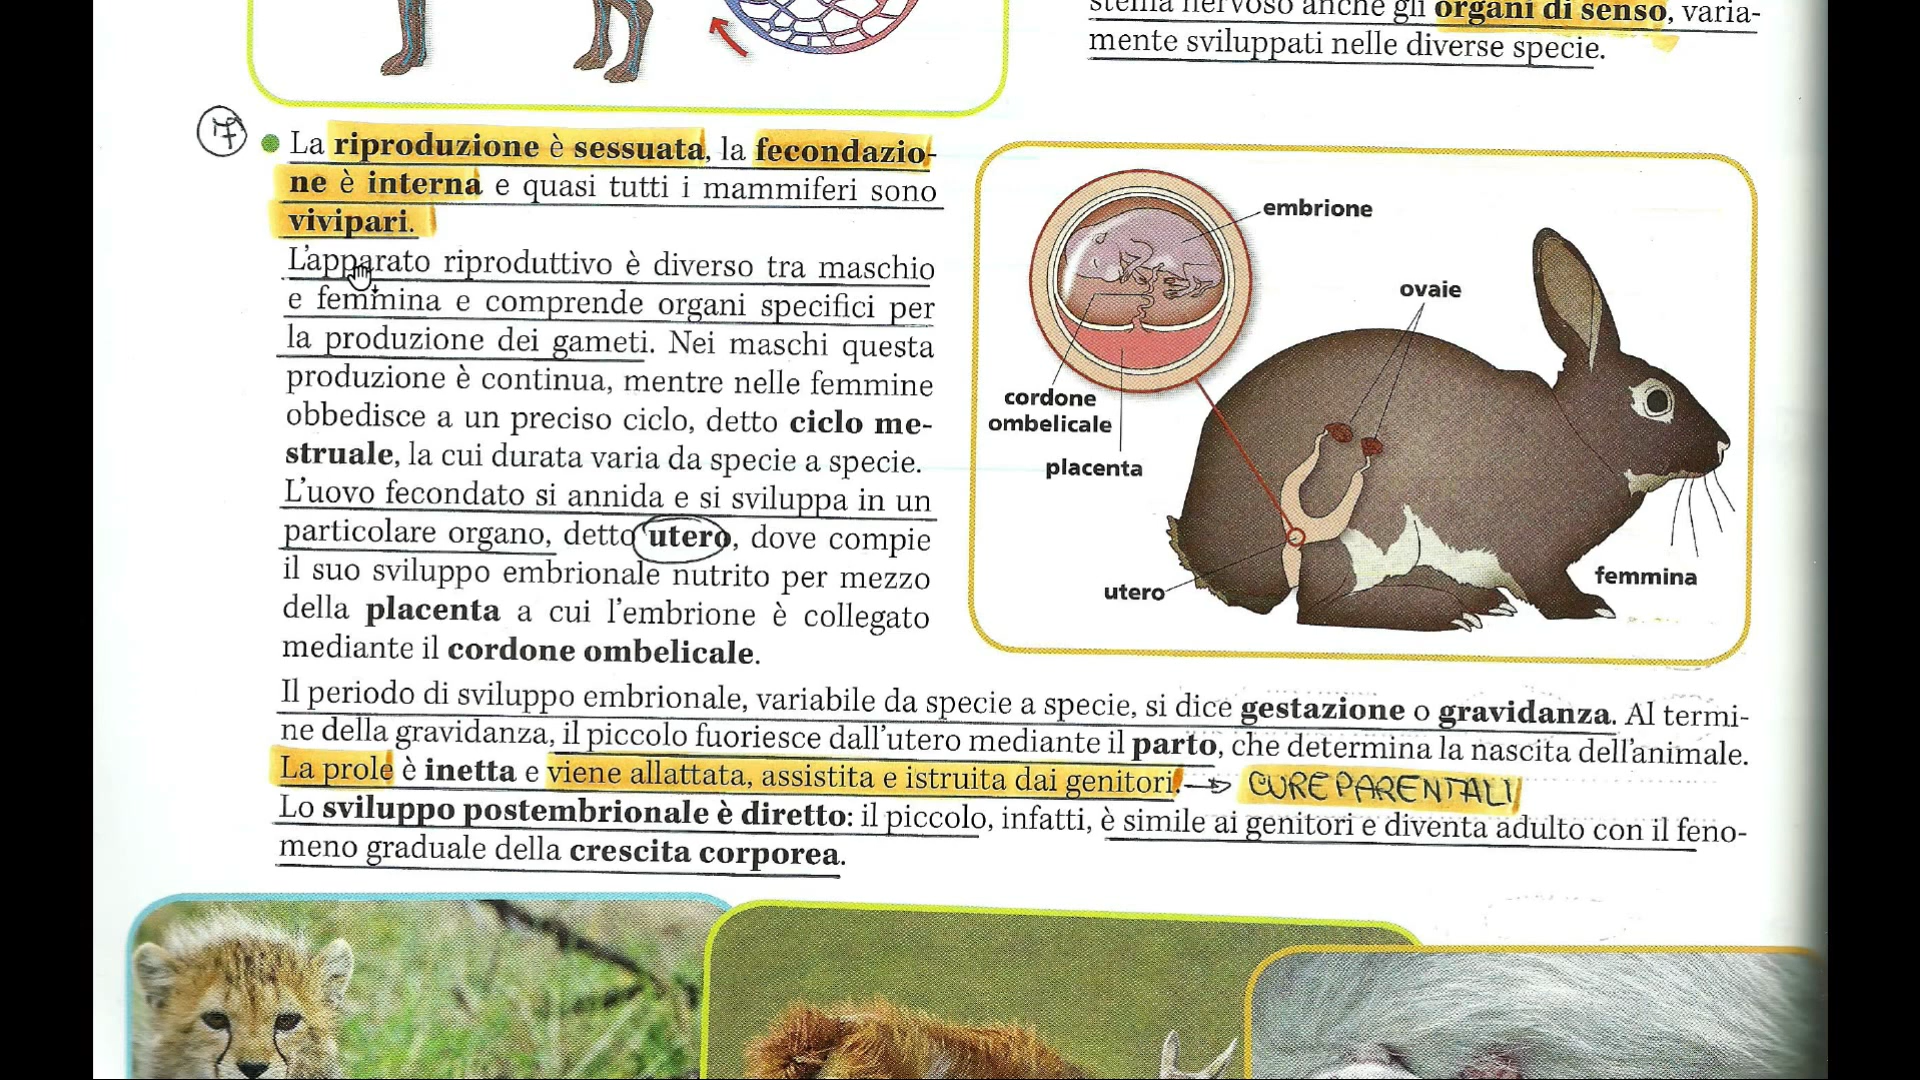 stema nervoso anche gli organi di senso, varia-
mente sviluppati nelle diverse specie.
La riproduzione è sessuata, la fecondazio-
ne è interna e quasi tutti i mammiferi sono
vivipari.
L'apparato riproduttivo è diverso tra maschio
e femmina e comprende organi specifici per
la produzione dei gameti. Nei maschi questa
produzione è continua, mentre nelle femmine
obbedisce a un preciso ciclo, detto ciclo me-
struale, la cui durata varia da specie a specie.
L'uovo fecondato si annida e si sviluppa in un
particolare organo, detto utero, dove compie
il suo sviluppo embrionale nutrito per mezzo
della placenta a cui l'embrione è collegato
mediante il cordone ombelicale.
embrione
ovaie
cordone
ombelicale
placenta
utero
femmina
Il periodo di sviluppo embrionale, variabile da specie a specie, si dice gestazione o gravidanza. Al termi-
ne della gravidanza, il piccolo fuoriesce dall'utero mediante il parto, che determina la nascita dell'animale.
La prole è inetta e viene allattata, assistita e istruita dai genitori. → CURE PARENTALI
Lo sviluppo postembrionale è diretto: il piccolo, infatti, è simile ai genitori e diventa adulto con il feno-
meno graduale della crescita corporea.